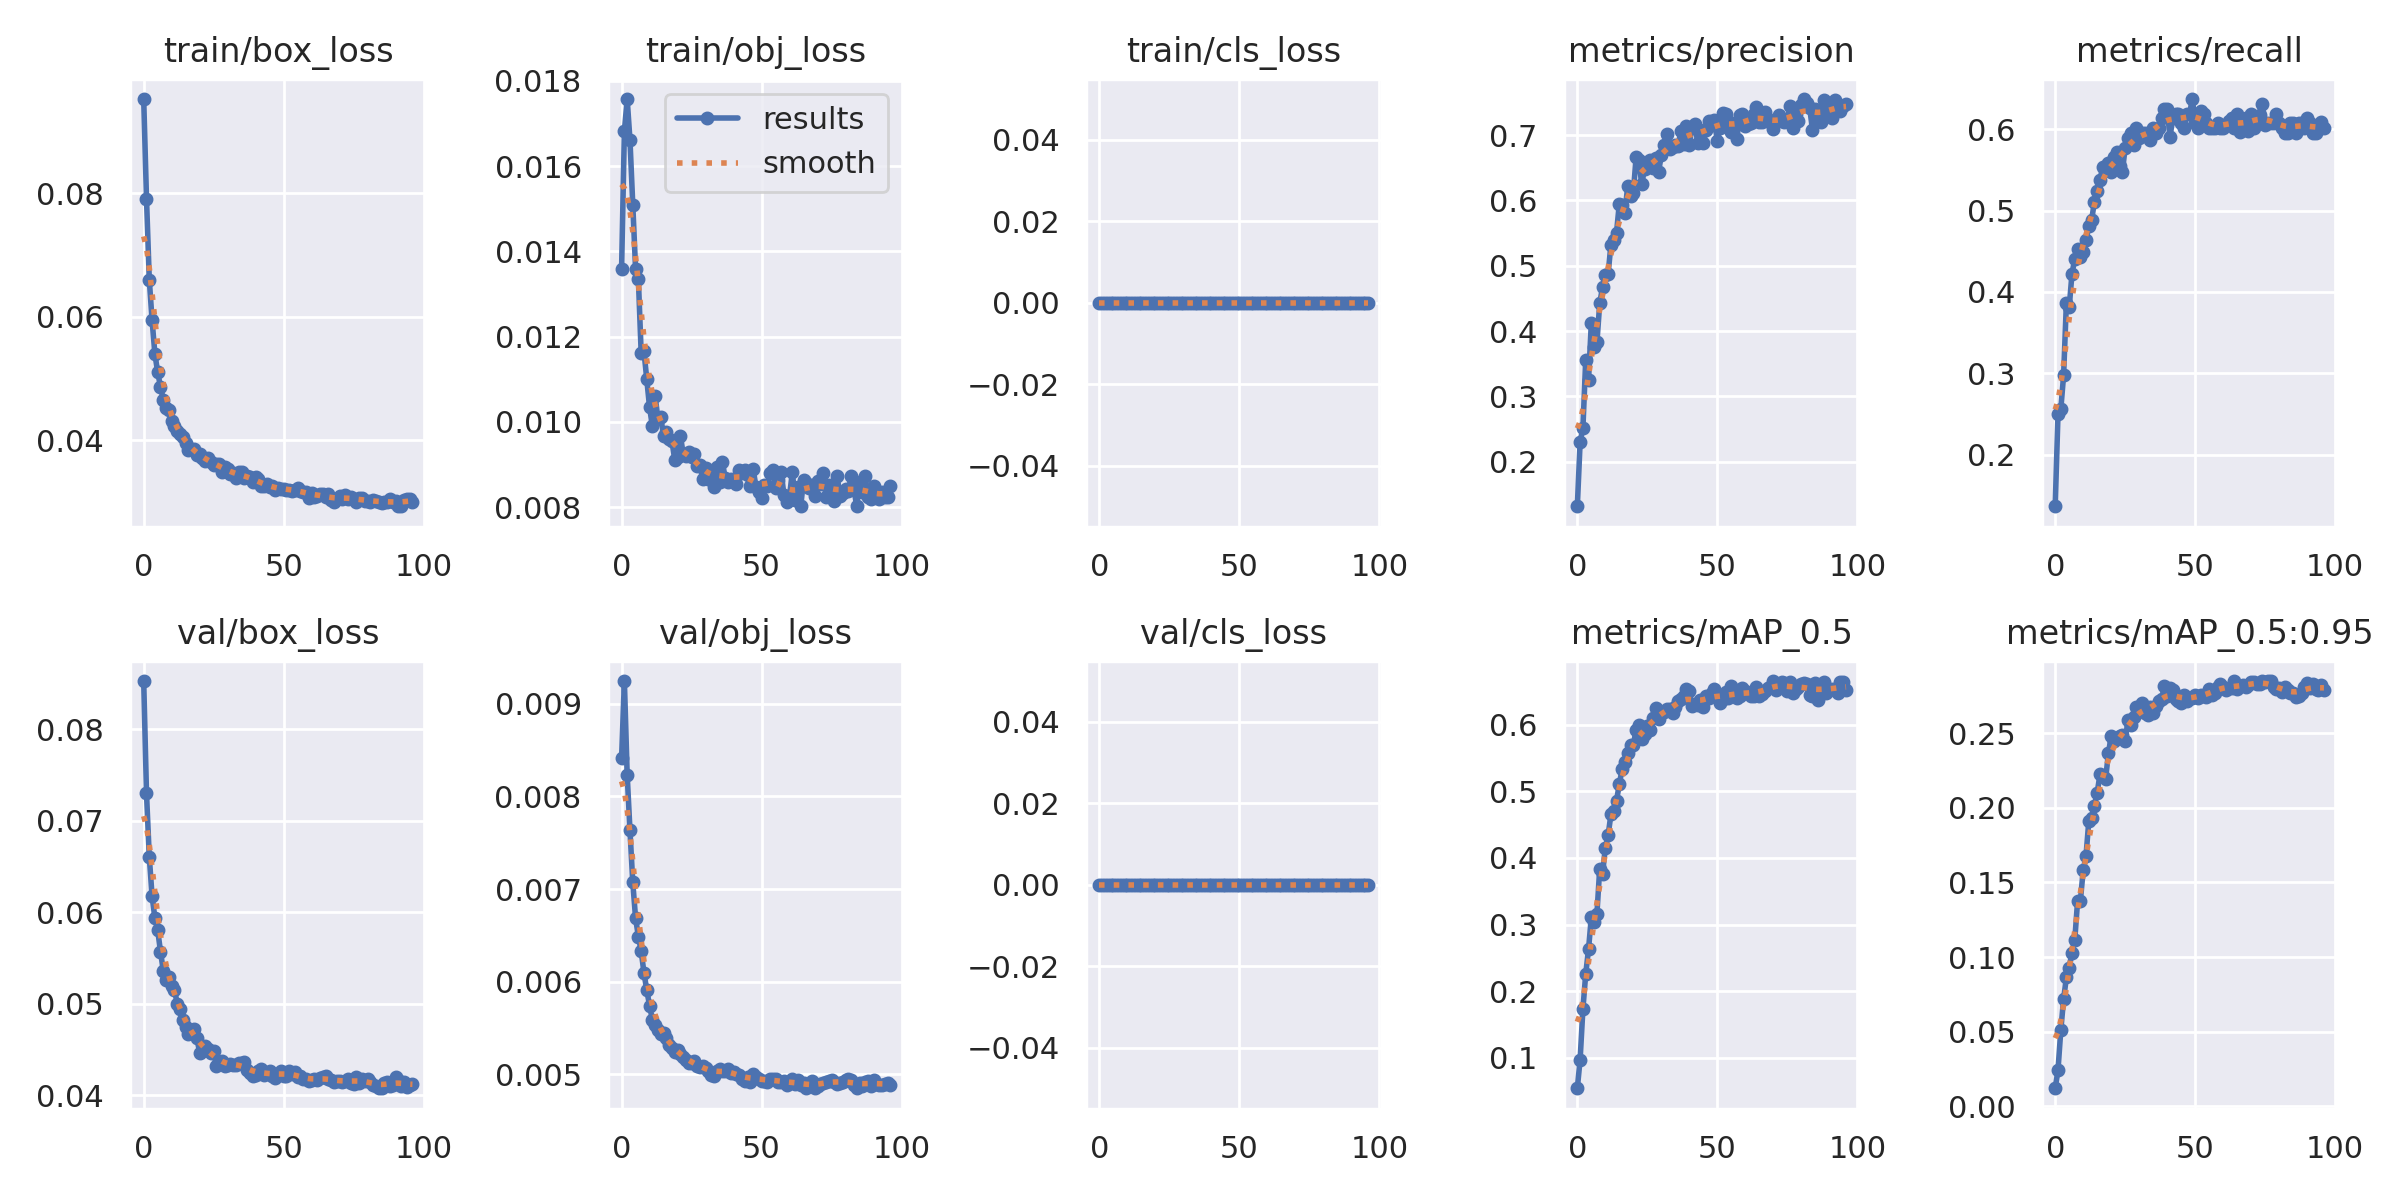 train/box_loss
0.08
0.06
0.04
0 50 100
train/obj_loss
results
smooth
0.018
0.016
0.014
0.012
0.010
0.008
0 50 100
train/cls_loss
0.04
0.02
0.00
−0.02
−0.04
0 50 100
metrics/precision
0.7
0.6
0.5
0.4
0.3
0.2
0 50 100
metrics/recall
0.6
0.5
0.4
0.3
0.2
0 50 100
val/box_loss
0.08
0.07
0.06
0.05
0.04
0 50 100
val/obj_loss
0.009
0.008
0.007
0.006
0.005
0 50 100
val/cls_loss
0.04
0.02
0.00
−0.02
−0.04
0 50 100
metrics/mAP_0.5
0.6
0.5
0.4
0.3
0.2
0.1
0 50 100
metrics/mAP_0.5:0.95
0.25
0.20
0.15
0.10
0.05
0.00
0 50 100